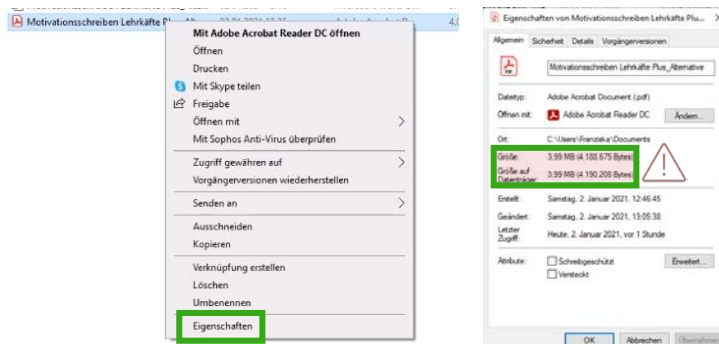 Motivationsschreiben Lehrkäfte
Mit Adobe Acrobat Reader DC öffnen
Öffnen
Drucken
Mit Skype teilen
Freigabe
Öffnen mit
Mit Sophos Anti-Virus überprüfen
Zugriff gewähren auf
Vorgängerversionen wiederherstellen
Senden an
Ausschneiden
Kopieren
Verknüpfung erstellen
Löschen
Umbenennen
Eigenschaften
Eigenschaften von Motivationsschreiben Lehrkäfte Plu...
Allgemein Sicherheit Details Vorgängerversionen
Motivationsschreiben Lehrkäfte Plus_Alternative
Dateityp: Adobe Acrobat Document (.pdf)
Öffnen mit: Adobe Acrobat Reader DC Ändern...
Ort: C:\Users\Franziska\Documents
Größe: 3,99 MB (4.188.675 Bytes)
Größe auf
Datenträger: 3,99 MB (4.190.208 Bytes)
Erstellt: Samstag, 2. Januar 2021, 12:46:45
Geändert: Samstag, 2. Januar 2021, 13:05:38
Letzter
Zugriff: Heute, 2. Januar 2021, vor 1 Stunde
Attribute: Schreibgeschützt Erweitert...
Versteckt
OK Abbrechen Übernehmen